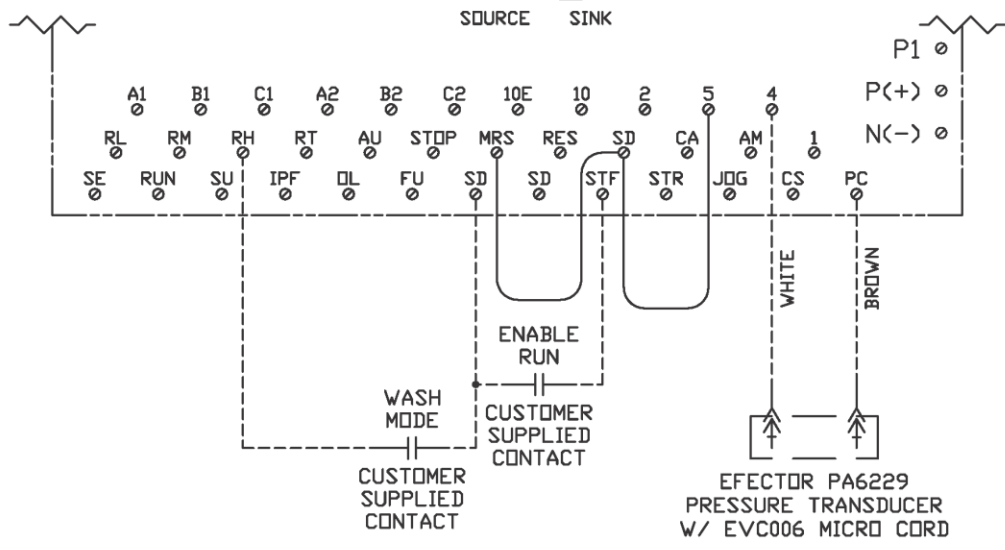 SOURCE SINK
P1
P(+)
N(-)
A1 B1 C1 A2 B2 C2 10E 10 2 5 4
RL RM RH RT AU STOP MRS RES SD CA AM 1
SE RUN SU IPF OL FU SD SD STF STR JOG CS PC
WHITE
BROWN
ENABLE
RUN
CUSTOMER
SUPPLIED
CONTACT
WASH
MODE
CUSTOMER
SUPPLIED
CONTACT
EFECTOR PA6229
PRESSURE TRANSDUCER
W/ EVC006 MICRO CORD